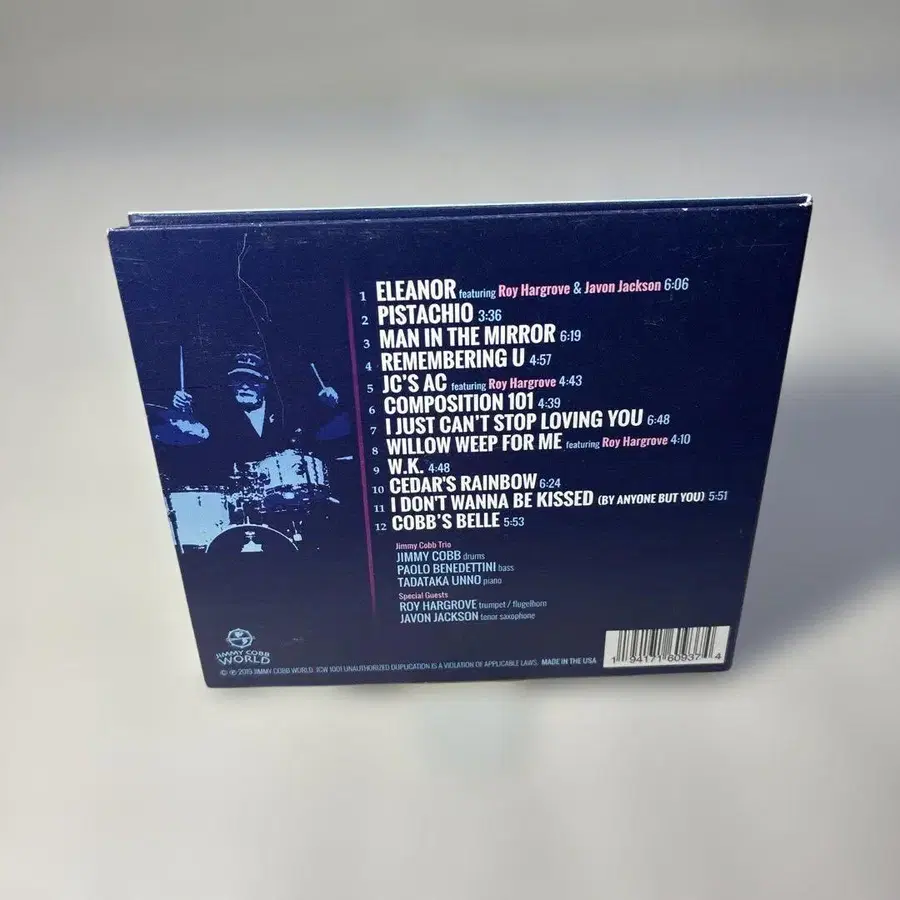 1 ELEANOR featuring Roy Hargrove & Javon Jackson 6:06
2 PISTACHIO 3:36
3 MAN IN THE MIRROR 6:19
4 REMEMBERING U 4:57
5 JC'S AC featuring Roy Hargrove 4:43
6 COMPOSITION 101 4:39
7 I JUST CAN'T STOP LOVING YOU 6:48
8 WILLOW WEEP FOR ME featuring Roy Hargrove 4:10
9 W.K. 4:48
10 CEDAR'S RAINBOW 6:24
11 I DON'T WANNA BE KISSED (BY ANYONE BUT YOU) 5:51
12 COBB'S BELLE 5:53
Jimmy Cobb Trio
JIMMY COBB drums
PAOLO BENEDETTINI bass
TADATAKA UNNO piano
Special Guests
ROY HARGROVE trumpet / flugelhorn
JAVON JACKSON tenor saxophone
JIMMY COBB
WORLD
© ℗ 2019 JIMMY COBB WORLD. JCW 1001 UNAUTHORIZED DUPLICATION IS A VIOLATION OF APPLICABLE LAWS. MADE IN THE USA
1 94171 60937 4